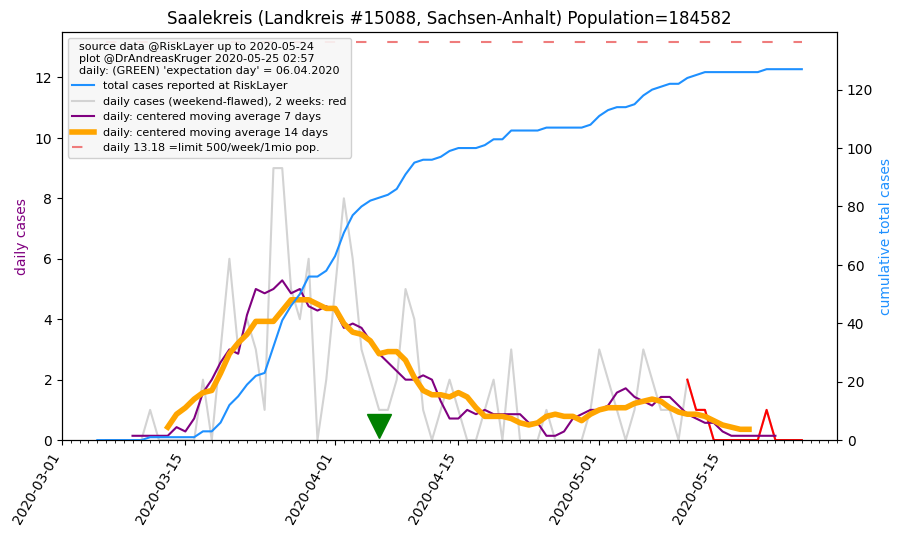 Saalekreis (Landkreis #15088, Sachsen-Anhalt) Population=184582
source data @RiskLayer up to 2020-05-24
plot @DrAndreasKruger 2020-05-25 02:57
daily: (GREEN) 'expectation day' = 06.04.2020
total cases reported at RiskLayer
daily cases (weekend-flawed), 2 weeks: red
daily: centered moving average 7 days
daily: centered moving average 14 days
daily 13.18 =limit 500/week/1mio pop.
daily cases
12
10
8
6
4
2
0
cumulative total cases
120
100
80
60
40
20
0
2020-03-01
2020-03-15
2020-04-01
2020-04-15
2020-05-01
2020-05-15